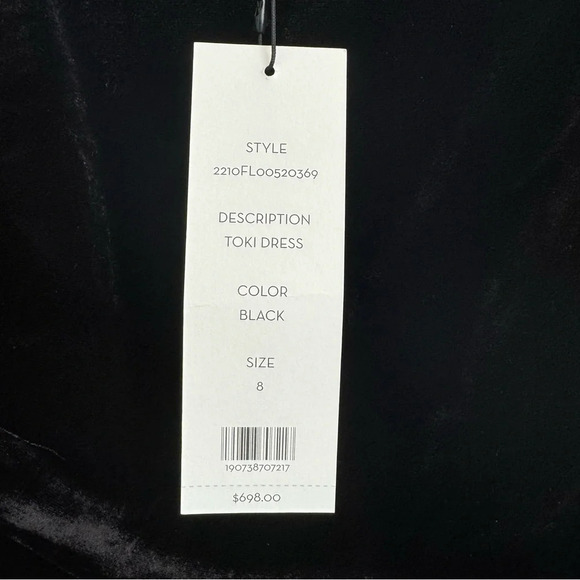 STYLE
2210FL00520369
DESCRIPTION
TOKI DRESS
COLOR
BLACK
SIZE
8
190738707217
$698.00